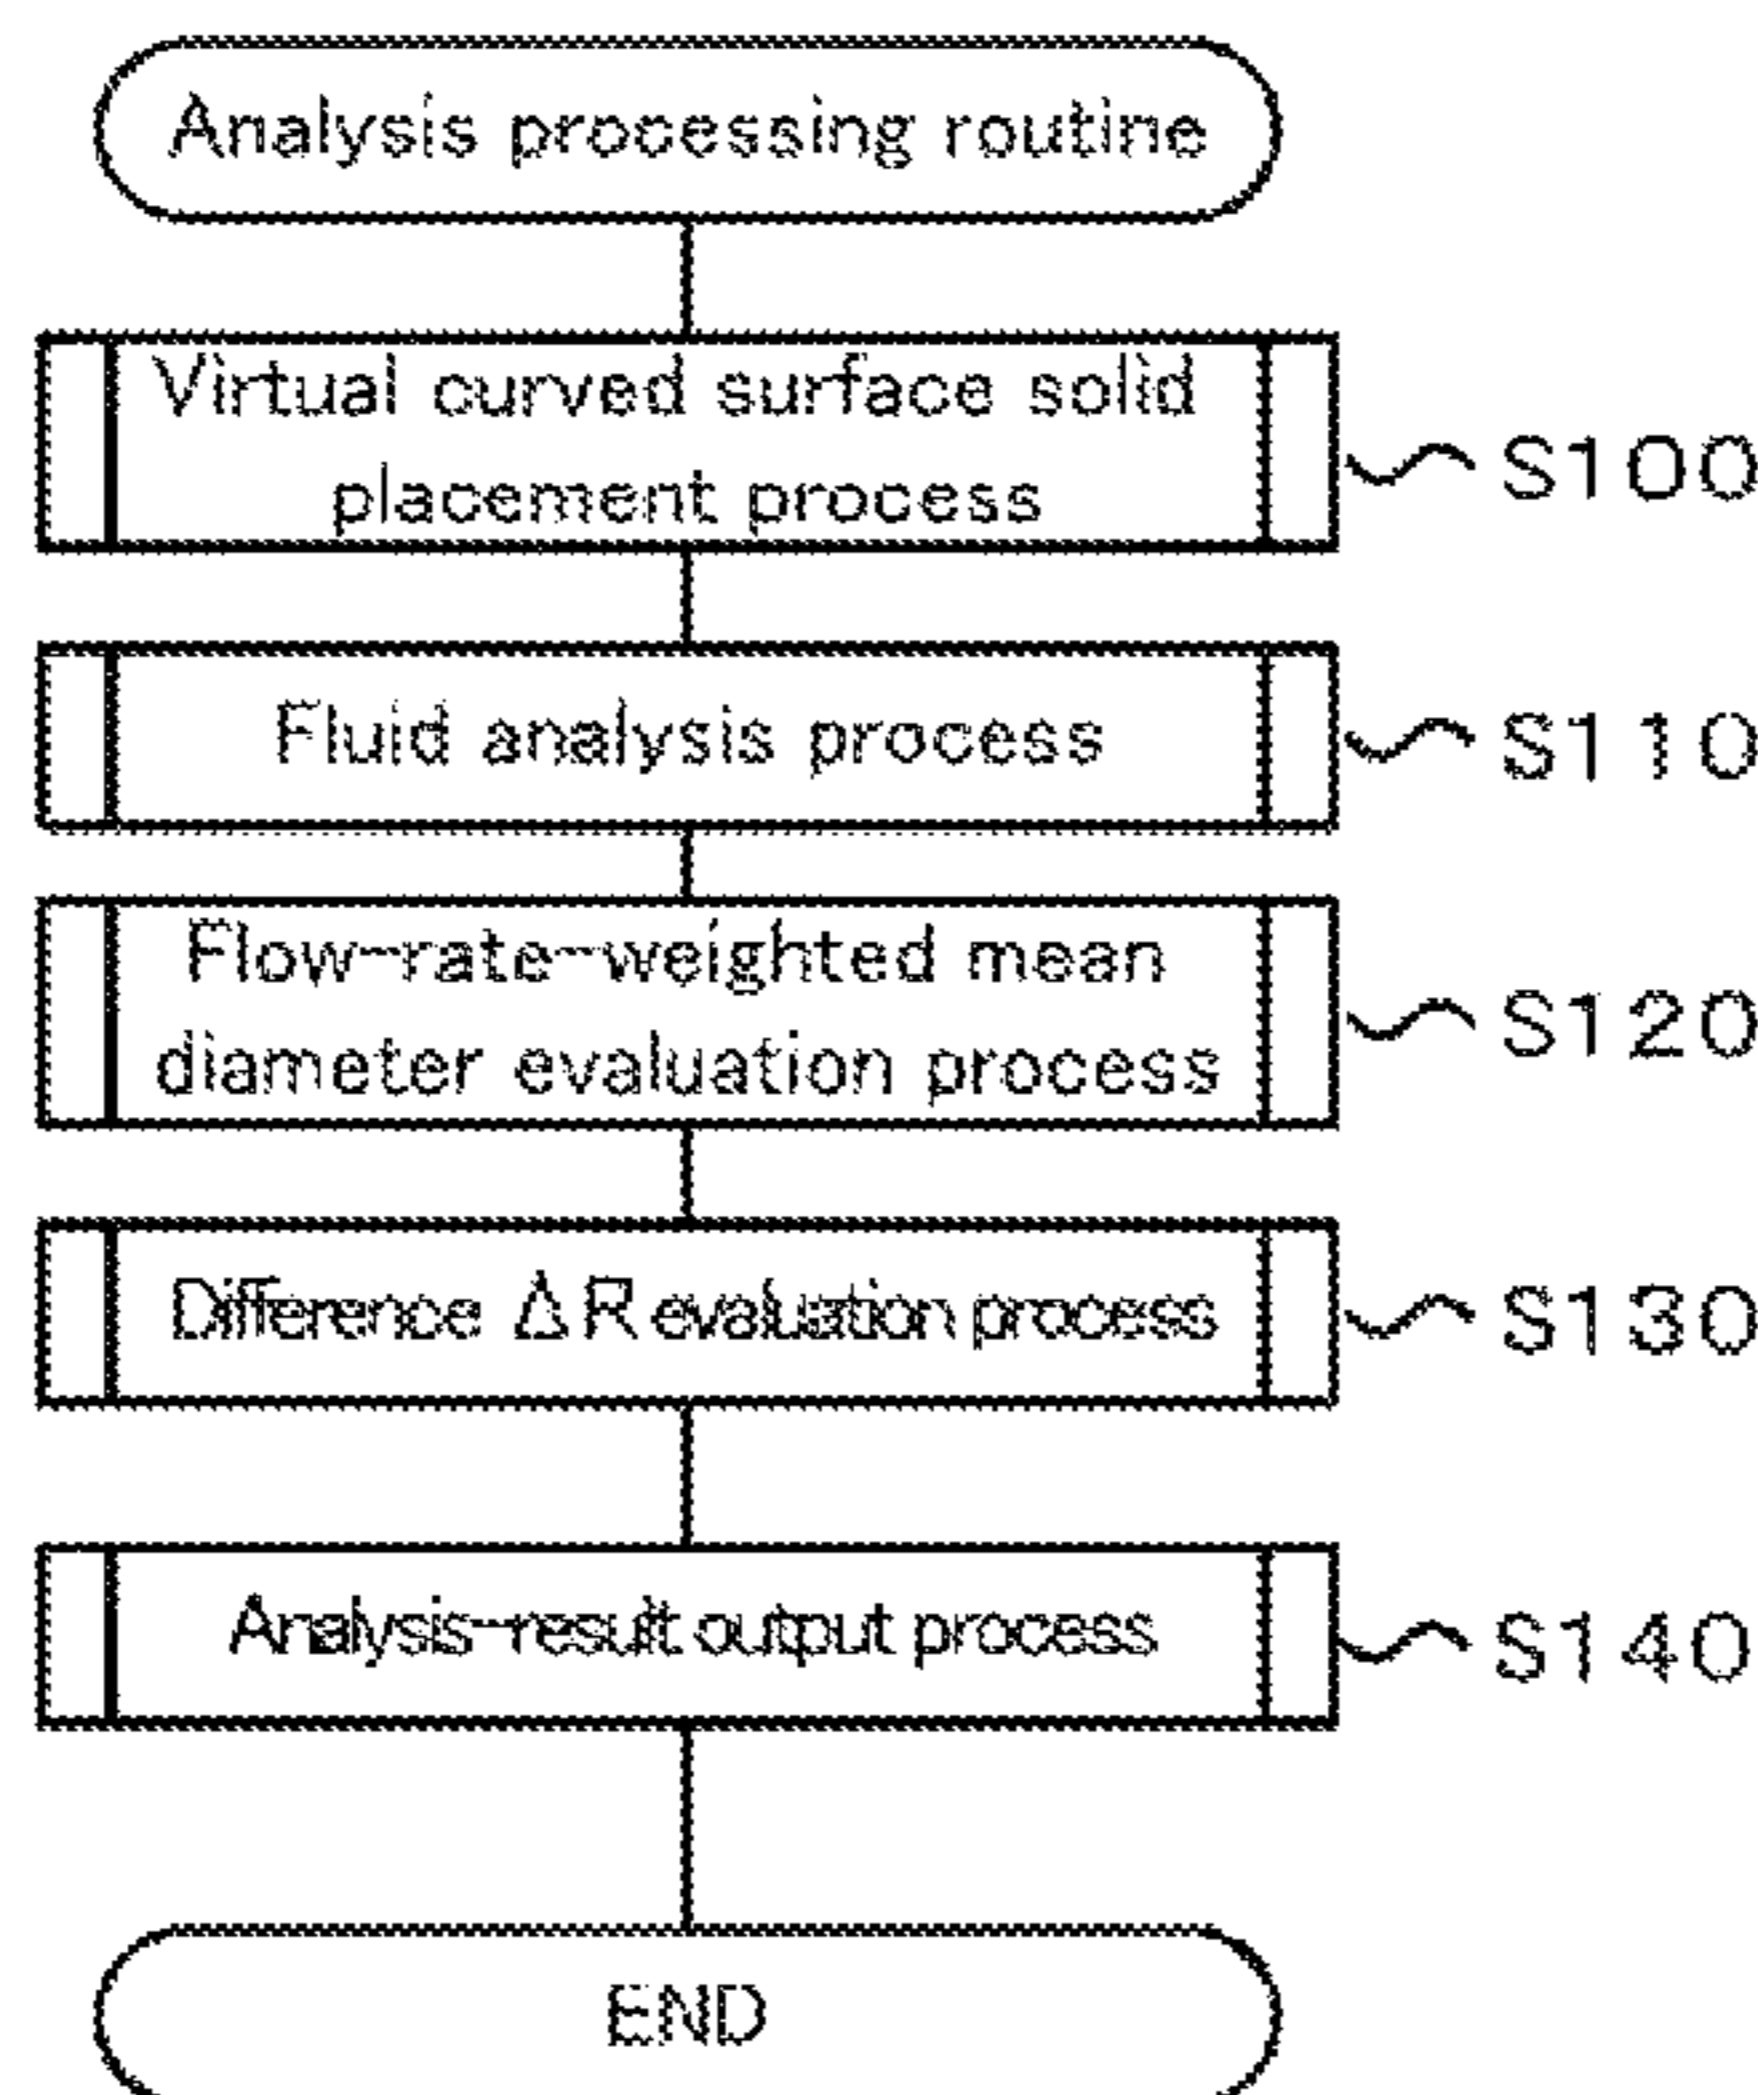 Analysis processing routine
Virtual curved surface solid
placement process
S100
Fluid analysis process
S110
Flow-rate-weighted mean
diameter evaluation process
S120
Difference ΔR evaluation process
S130
Analysis-result output process
S140
END